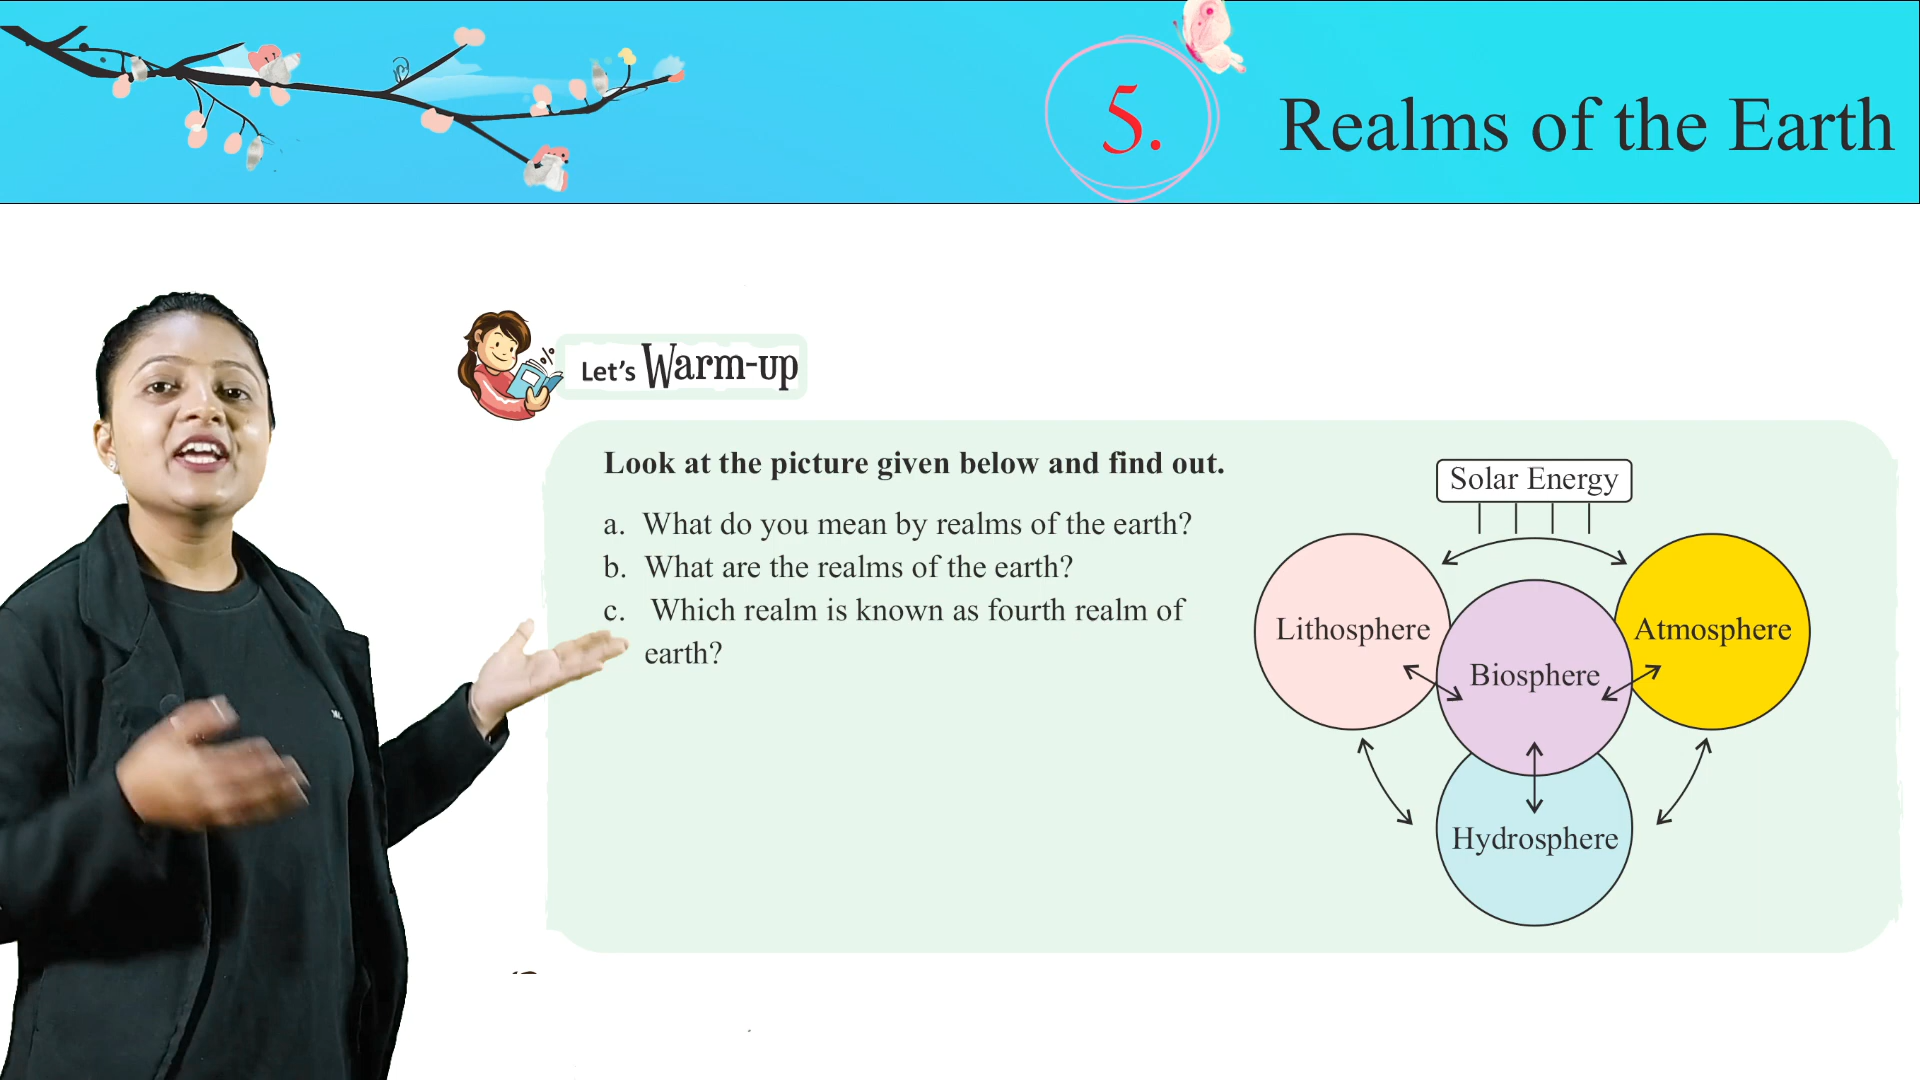 5.
Realms of the Earth
Let's Warm-up
Look at the picture given below and find out.
a. What do you mean by realms of the earth?
b. What are the realms of the earth?
c. Which realm is known as fourth realm of
earth?
Solar Energy
Lithosphere
Atmosphere
Biosphere
Hydrosphere